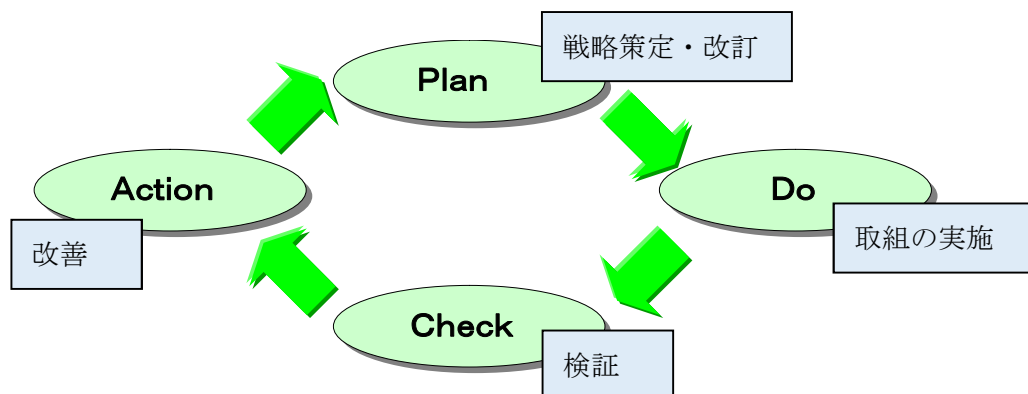 Plan
戦略策定・改訂
Do
取組の実施
Check
検証
Action
改善